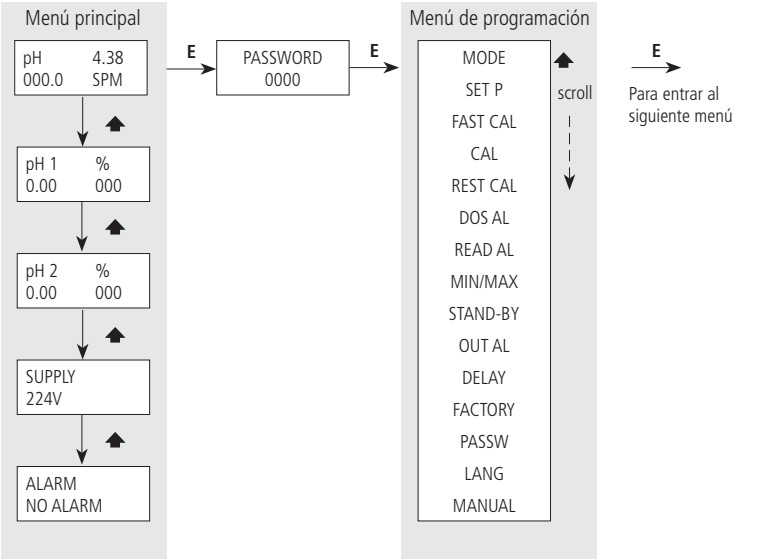 Menú principal
pH 4.38
000.0 SPM
pH 1 %
0.00 000
pH 2 %
0.00 000
SUPPLY
224V
ALARM
NO ALARM
E
PASSWORD
0000
E
Menú de programación
MODE
SET P
FAST CAL
CAL
REST CAL
DOS AL
READ AL
MIN/MAX
STAND-BY
OUT AL
DELAY
FACTORY
PASSW
LANG
MANUAL
scroll
E
Para entrar al
siguiente menú